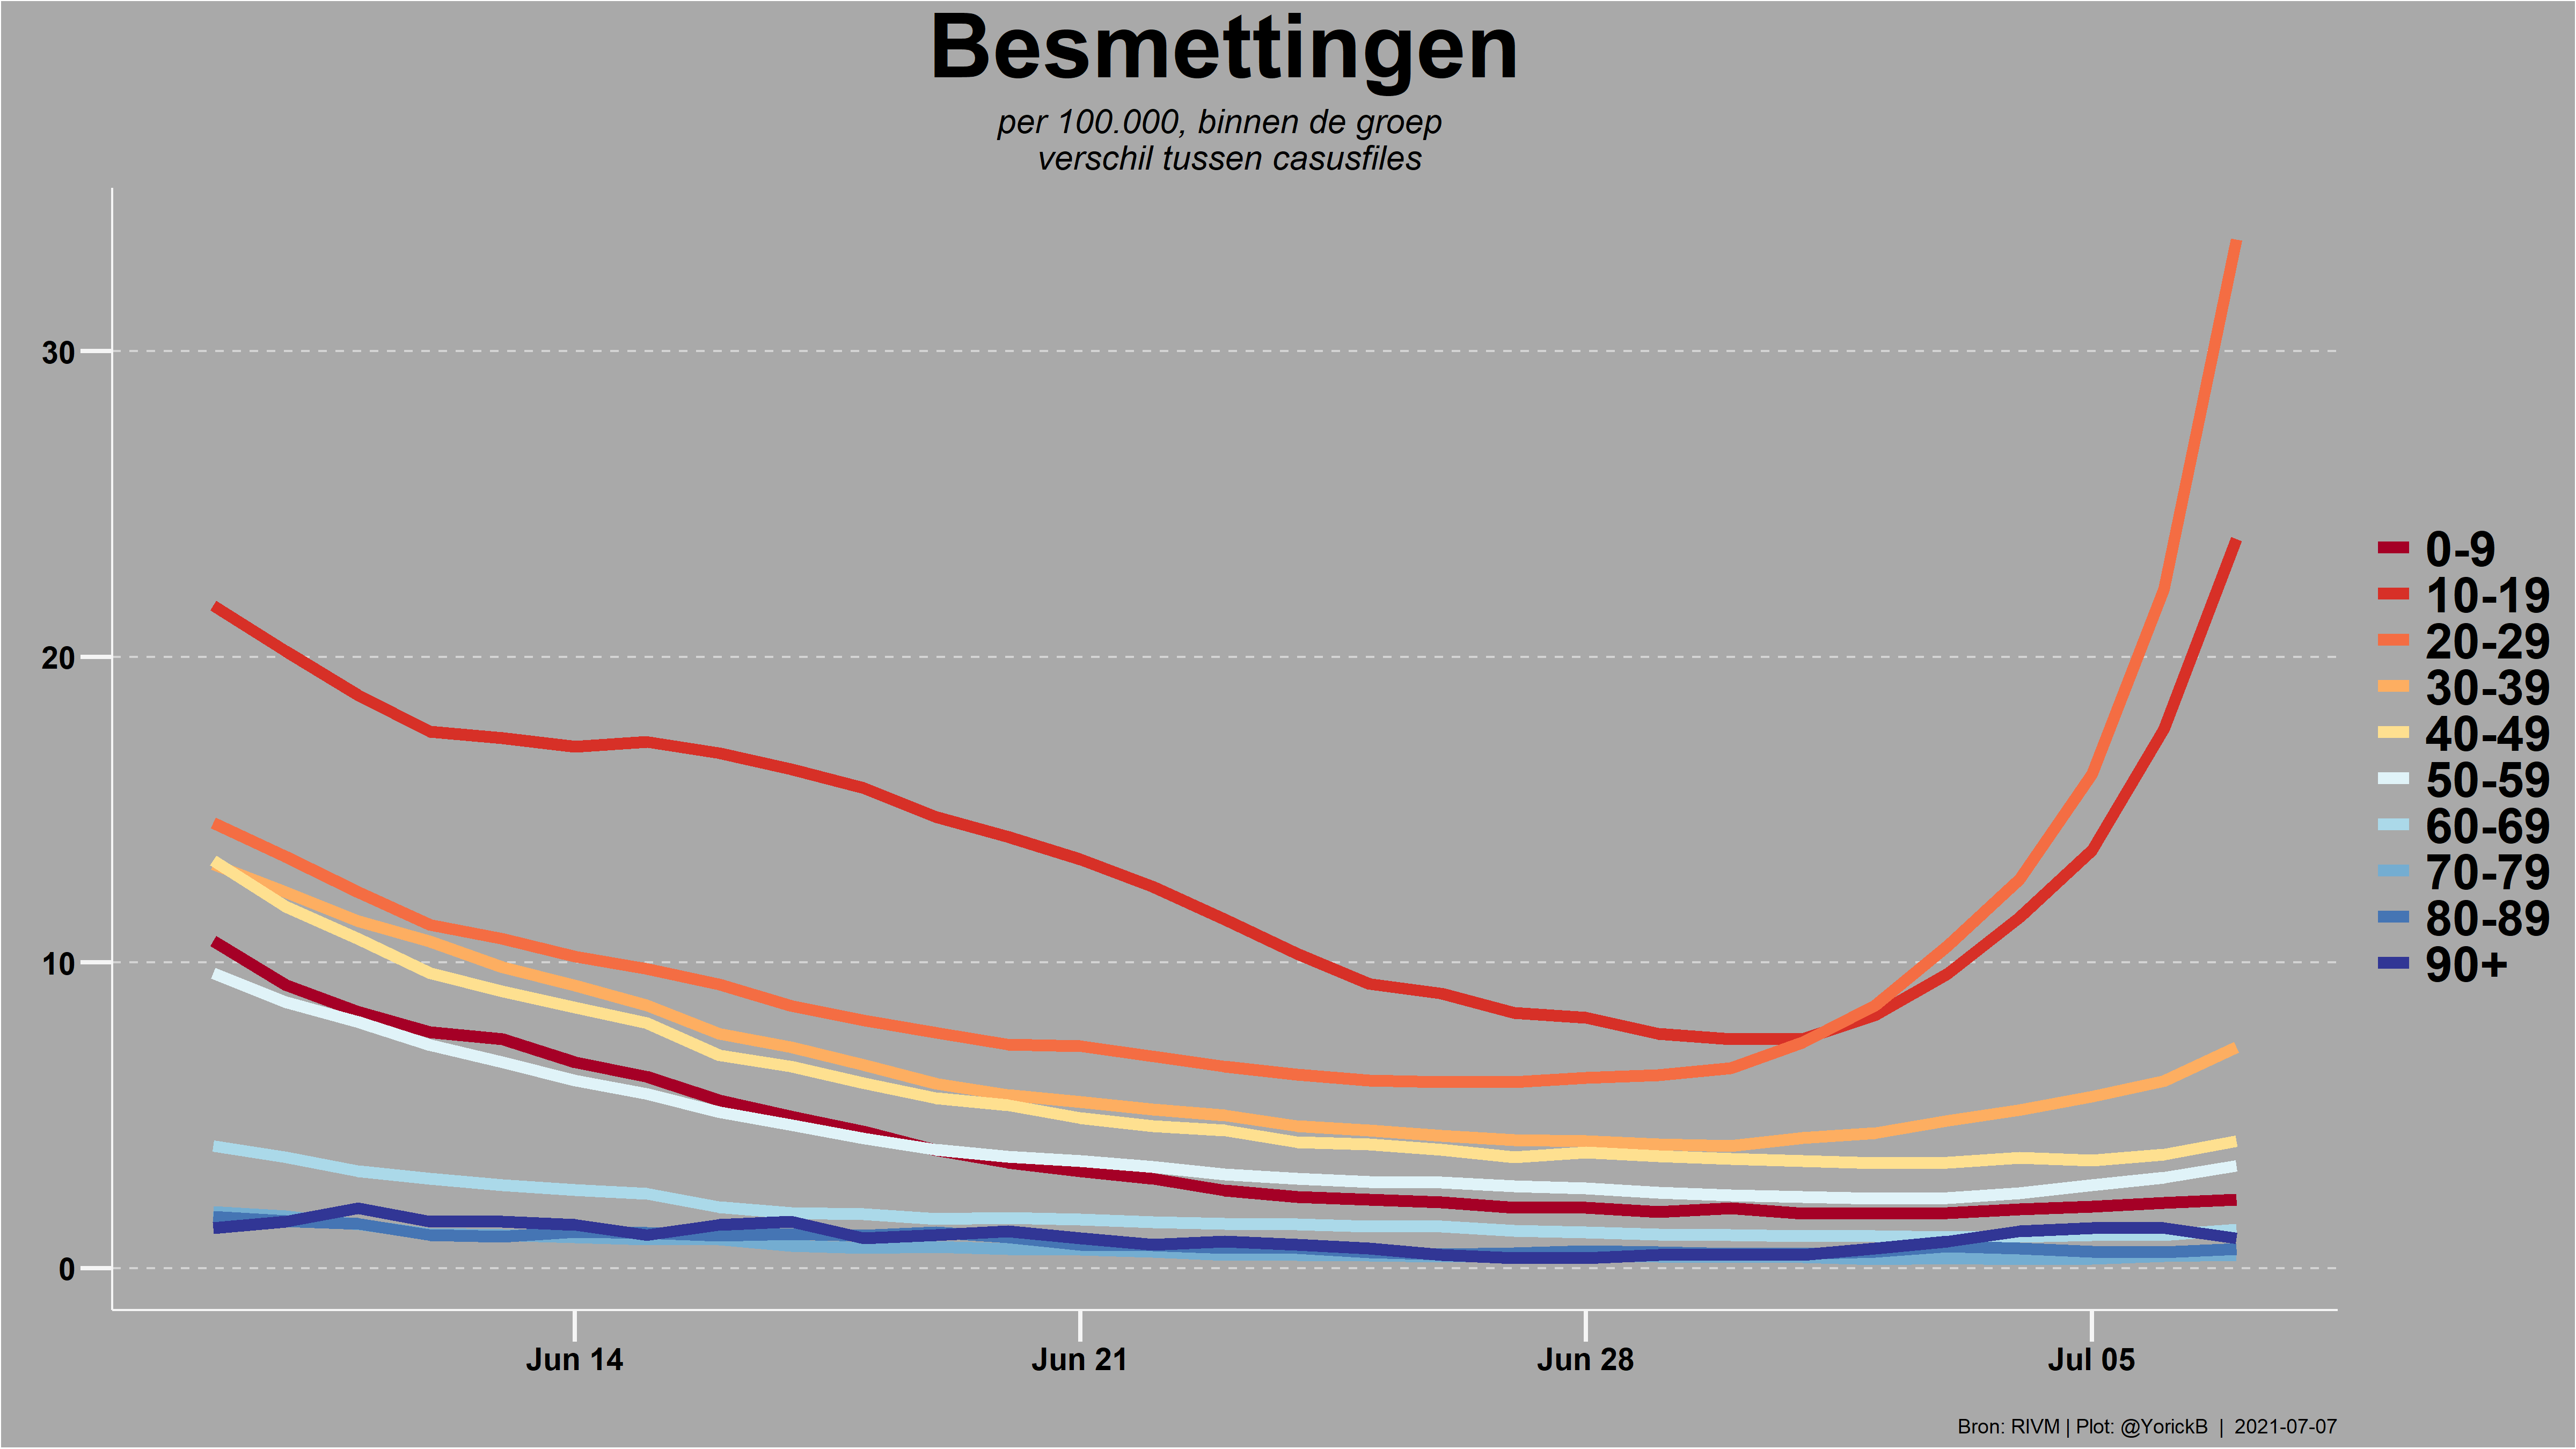 Besmettingen
per 100.000, binnen de groep
verschil tussen casusfiles
30
20
10
0
Jun 14
Jun 21
Jun 28
Jul 05
0-9
10-19
20-29
30-39
40-49
50-59
60-69
70-79
80-89
90+
Bron: RIVM | Plot: @YorickB | 2021-07-07